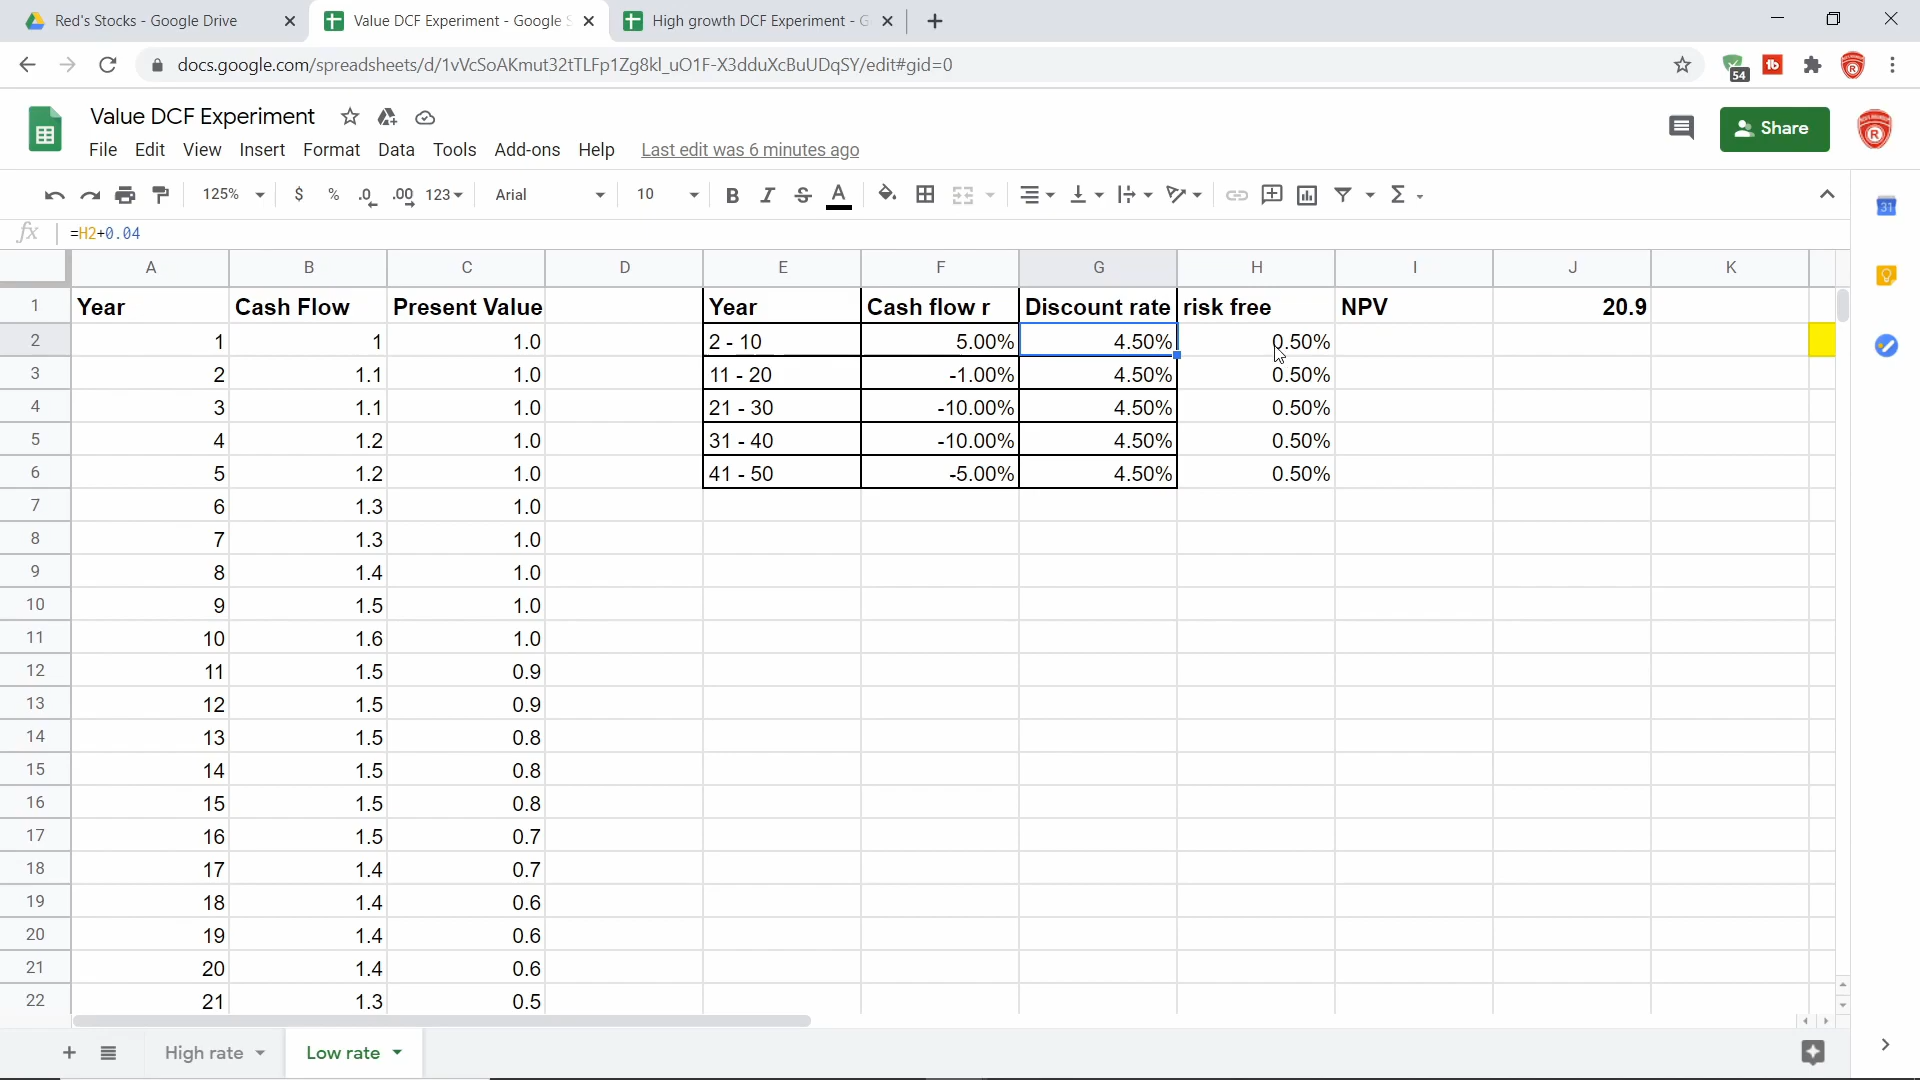 Red's Stocks - Google Drive
Value DCF Experiment - Google S
High growth DCF Experiment - G
docs.google.com/spreadsheets/d/1vVcSoAKmut32tTLFp1Zg8kl_uO1F-X3dduXcBuUDqSY/edit#gid=0
54
tb
Value DCF Experiment
File Edit View Insert Format Data Tools Add-ons Help Last edit was 6 minutes ago
Share
125% $ % .0 .00 123 Arial 10 B I S A Σ
31
fx =H2+0.04
A B C D E F G H I J K
1 Year Cash Flow Present Value Year Cash flow r Discount rate risk free NPV 20.9
2 1 1 1.0 2 - 10 5.00% 4.50% 0.50%
3 2 1.1 1.0 11 - 20 -1.00% 4.50% 0.50%
4 3 1.1 1.0 21 - 30 -10.00% 4.50% 0.50%
5 4 1.2 1.0 31 - 40 -10.00% 4.50% 0.50%
6 5 1.2 1.0 41 - 50 -5.00% 4.50% 0.50%
7 6 1.3 1.0
8 7 1.3 1.0
9 8 1.4 1.0
10 9 1.5 1.0
11 10 1.6 1.0
12 11 1.5 0.9
13 12 1.5 0.9
14 13 1.5 0.8
15 14 1.5 0.8
16 15 1.5 0.8
17 16 1.5 0.7
18 17 1.4 0.7
19 18 1.4 0.6
20 19 1.4 0.6
21 20 1.4 0.6
22 21 1.3 0.5
High rate Low rate